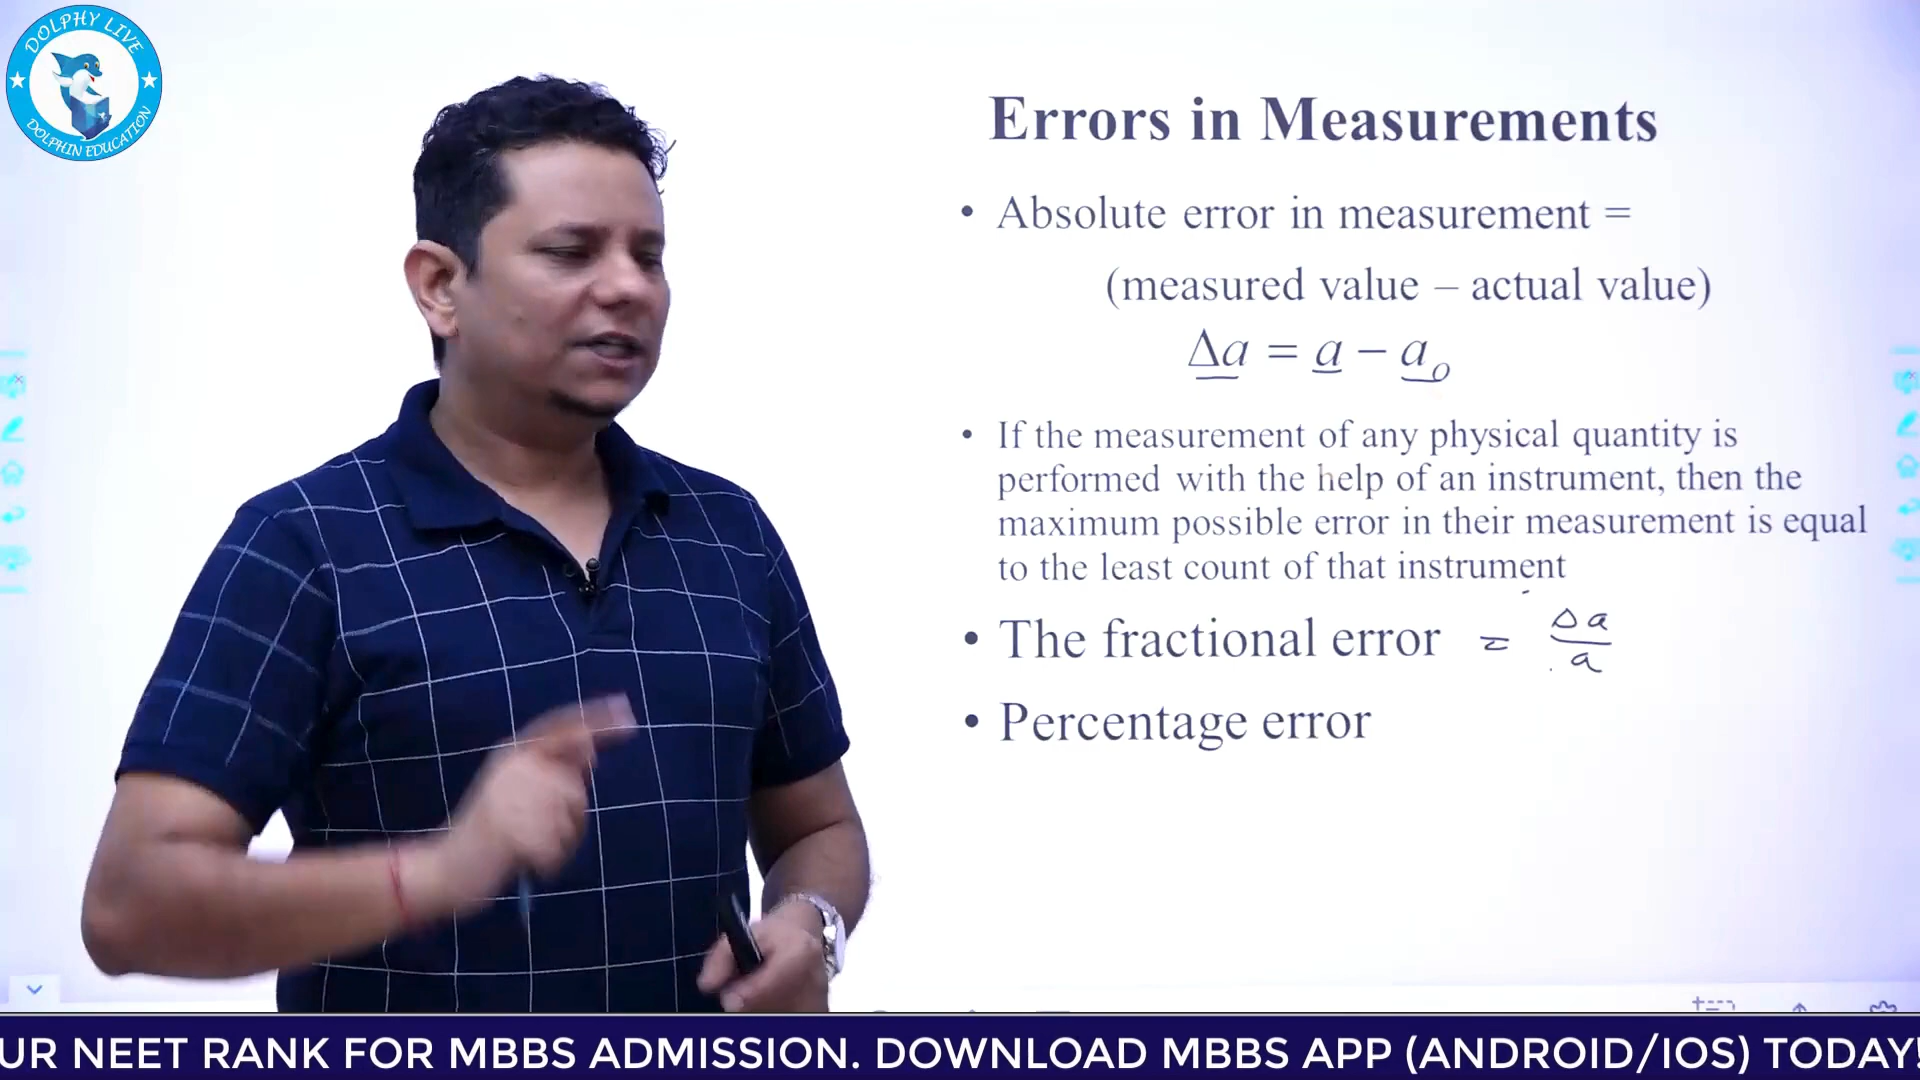 DOLPHY LIVE
DOLPHIN EDUCATION
Errors in Measurements
• Absolute error in measurement =
(measured value – actual value)
Δa = a – a₀
• If the measurement of any physical quantity is
performed with the help of an instrument, then the
maximum possible error in their measurement is equal
to the least count of that instrument
• The fractional error = Δa/a
• Percentage error
UR NEET RANK FOR MBBS ADMISSION. DOWNLOAD MBBS APP (ANDROID/IOS) TODAY!